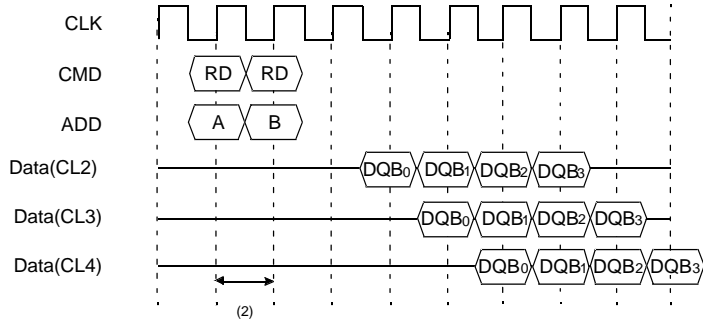 CLK
CMD RD RD
ADD A B
Data(CL2) DQB0 DQB1 DQB2 DQB3
Data(CL3) DQB0 DQB1 DQB2 DQB3
Data(CL4) DQB0 DQB1 DQB2 DQB3
(2)